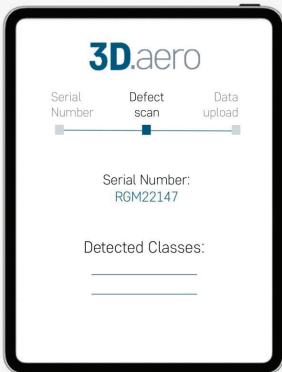 3D.aero
Serial Number
Defect scan
Data upload
Serial Number:
RGM22147
Detected Classes: